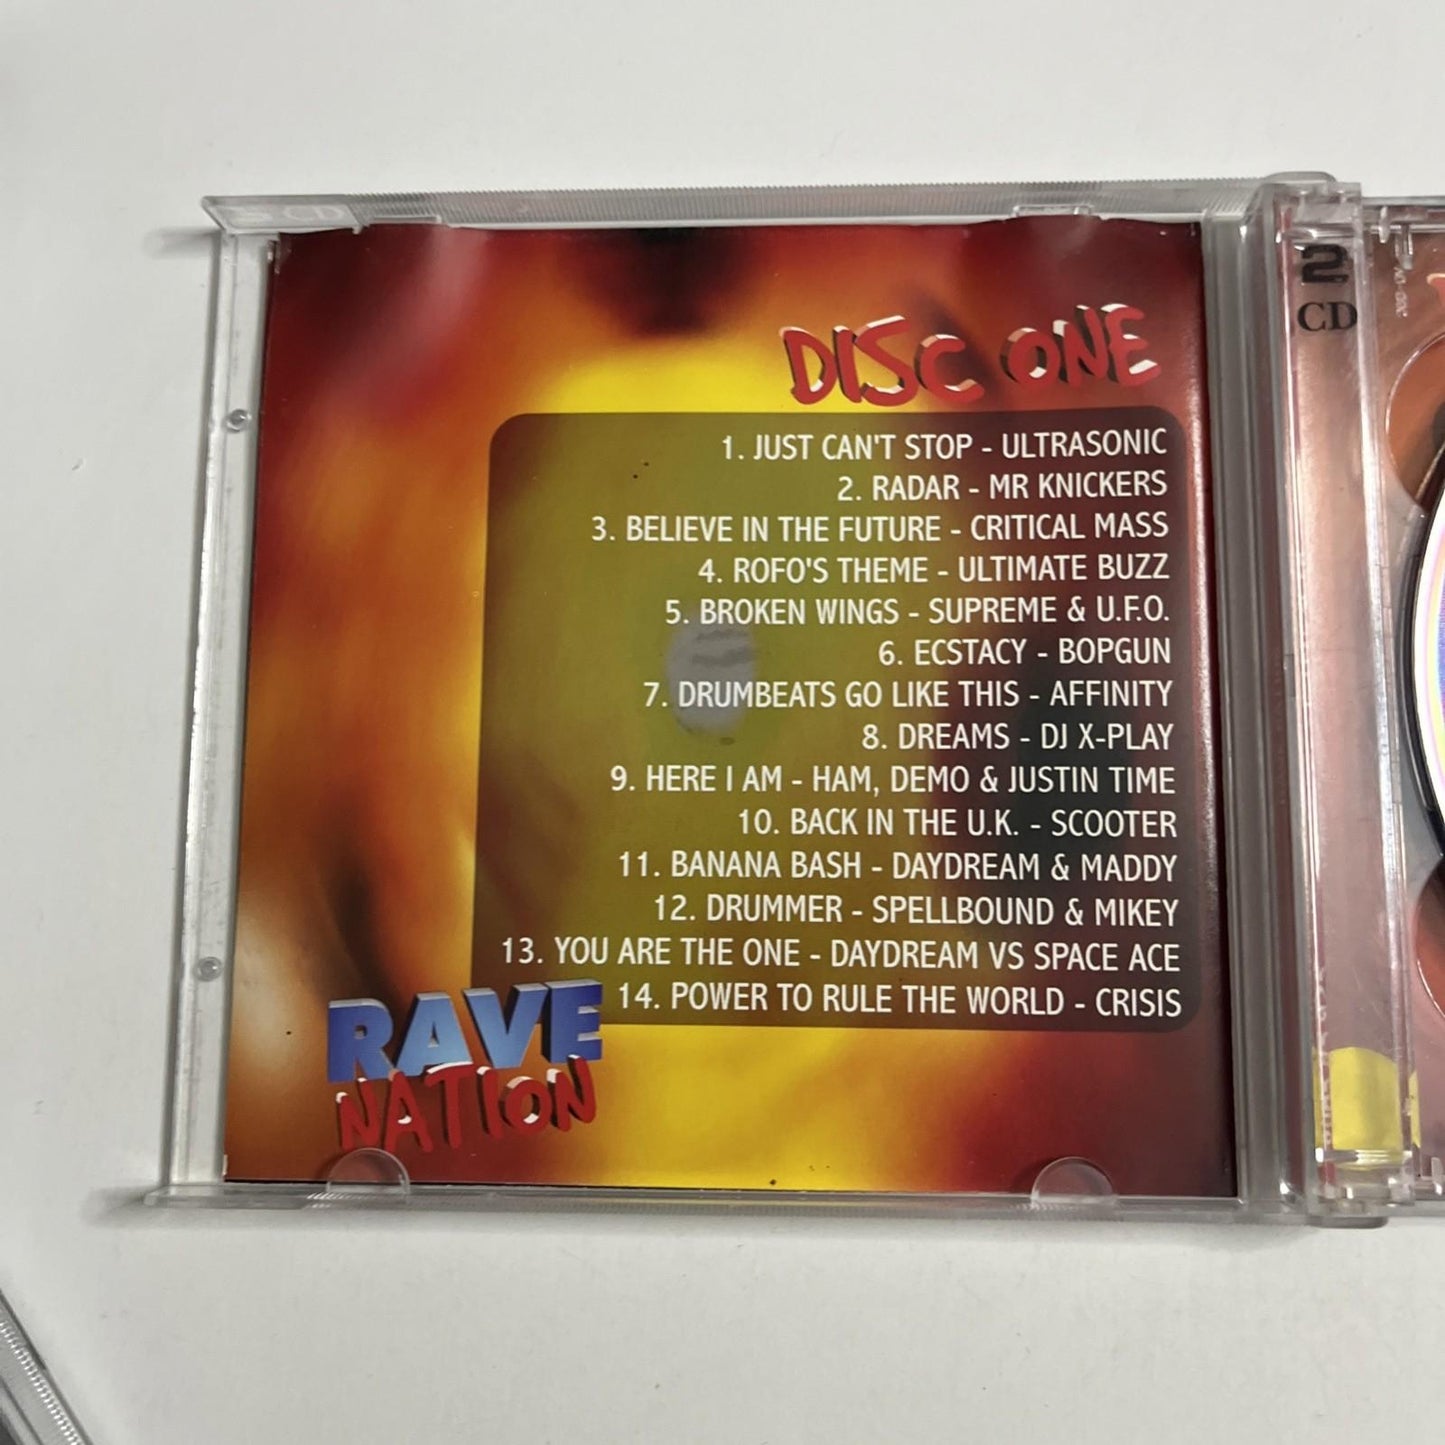 DISC ONE
1. JUST CAN'T STOP - ULTRASONIC
2. RADAR - MR KNICKERS
3. BELIEVE IN THE FUTURE - CRITICAL MASS
4. ROFO'S THEME - ULTIMATE BUZZ
5. BROKEN WINGS - SUPREME & U.F.O.
6. ECSTACY - BOPGUN
7. DRUMBEATS GO LIKE THIS - AFFINITY
8. DREAMS - DJ X-PLAY
9. HERE I AM - HAM, DEMO & JUSTIN TIME
10. BACK IN THE U.K. - SCOOTER
11. BANANA BASH - DAYDREAM & MADDY
12. DRUMMER - SPELLBOUND & MIKEY
13. YOU ARE THE ONE - DAYDREAM VS SPACE ACE
14. POWER TO RULE THE WORLD - CRISIS
RAVE
NATION
2
CD